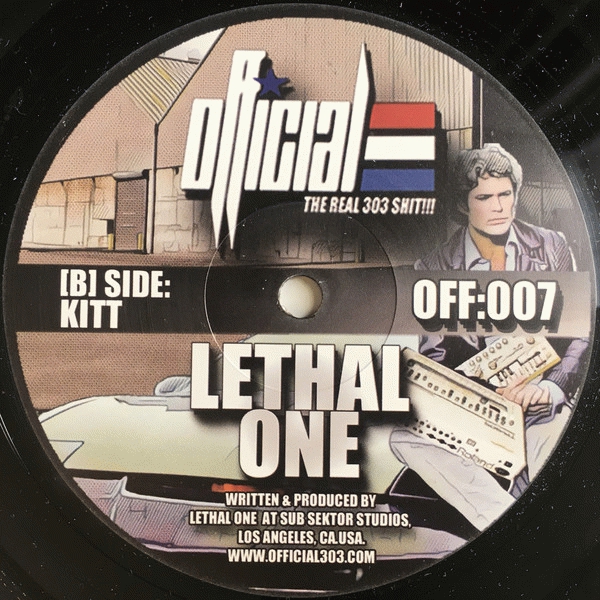 official
THE REAL 303 SHIT!!!
[B] SIDE:
KITT
OFF:007
LETHAL
ONE
Roland
WRITTEN & PRODUCED BY
LETHAL ONE AT SUB SEKTOR STUDIOS,
LOS ANGELES, CA.USA.
WWW.OFFICIAL303.COM